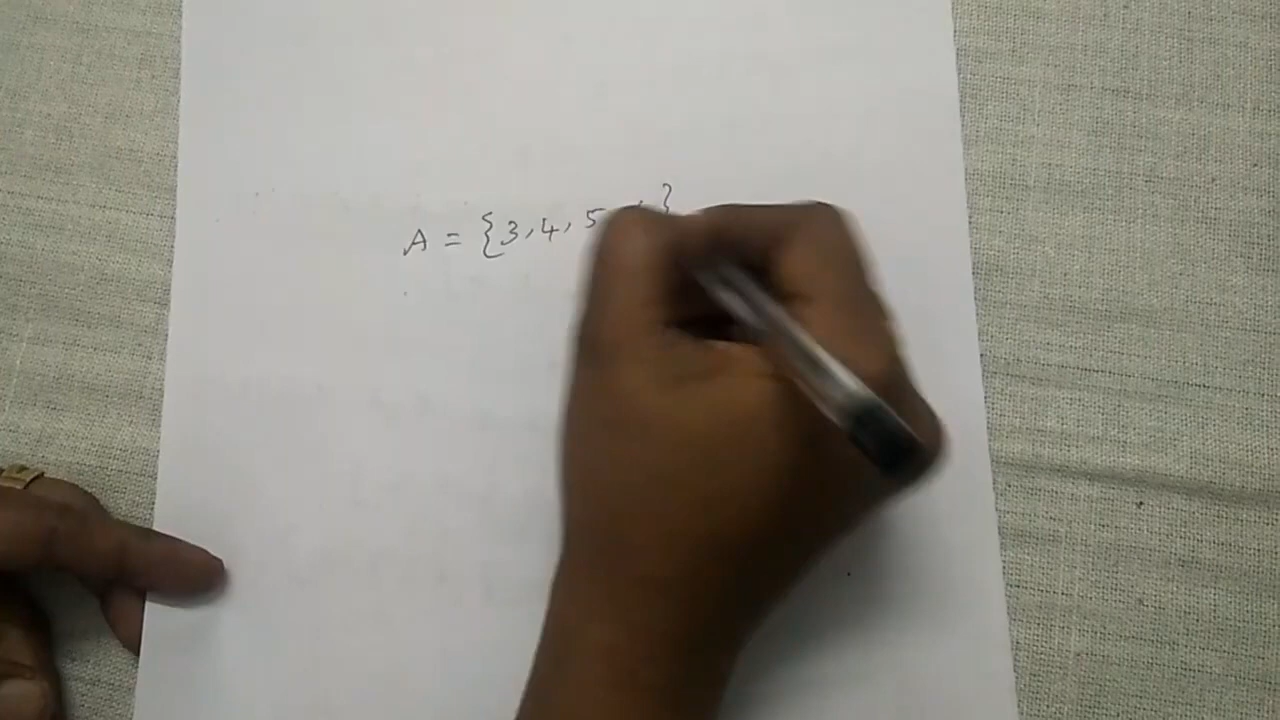 A = {3, 4, 5 }